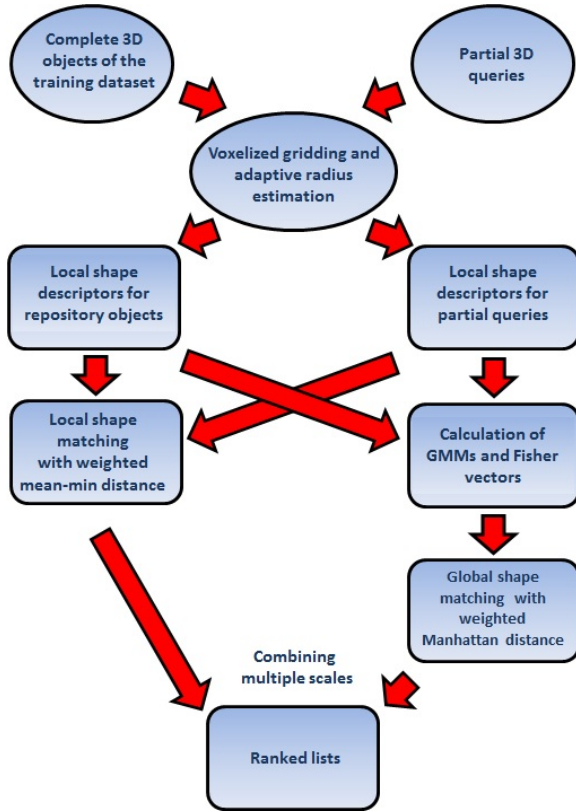 Complete 3D
objects of the
training dataset
Partial 3D
queries
Voxelized gridding and
adaptive radius
estimation
Local shape
descriptors for
repository objects
Local shape
descriptors for
partial queries
Local shape
matching
with weighted
mean-min distance
Calculation of
GMMs and Fisher
vectors
Global shape
matching with
weighted
Manhattan distance
Combining
multiple scales
Ranked lists